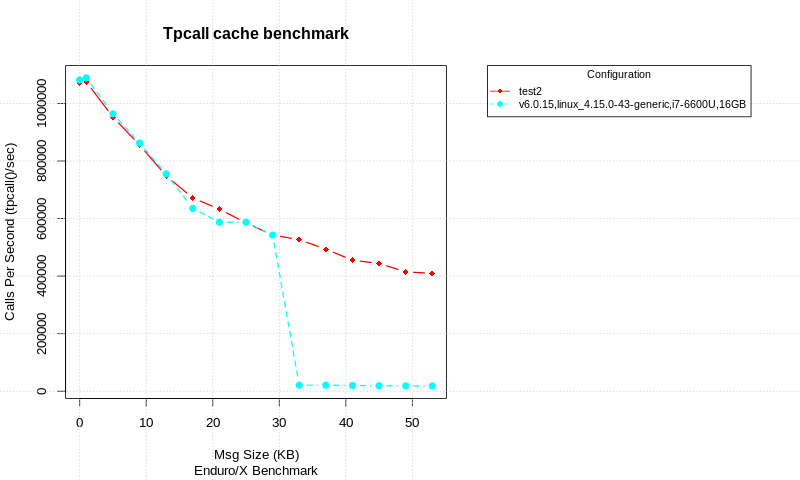 Tpcall cache benchmark
Configuration
test2
v6.0.15,linux_4.15.0-43-generic,i7-6600U,16GB
Calls Per Second (tpcall()/sec)
1000000
800000
600000
400000
200000
0
0 10 20 30 40 50
Msg Size (KB)
Enduro/X Benchmark